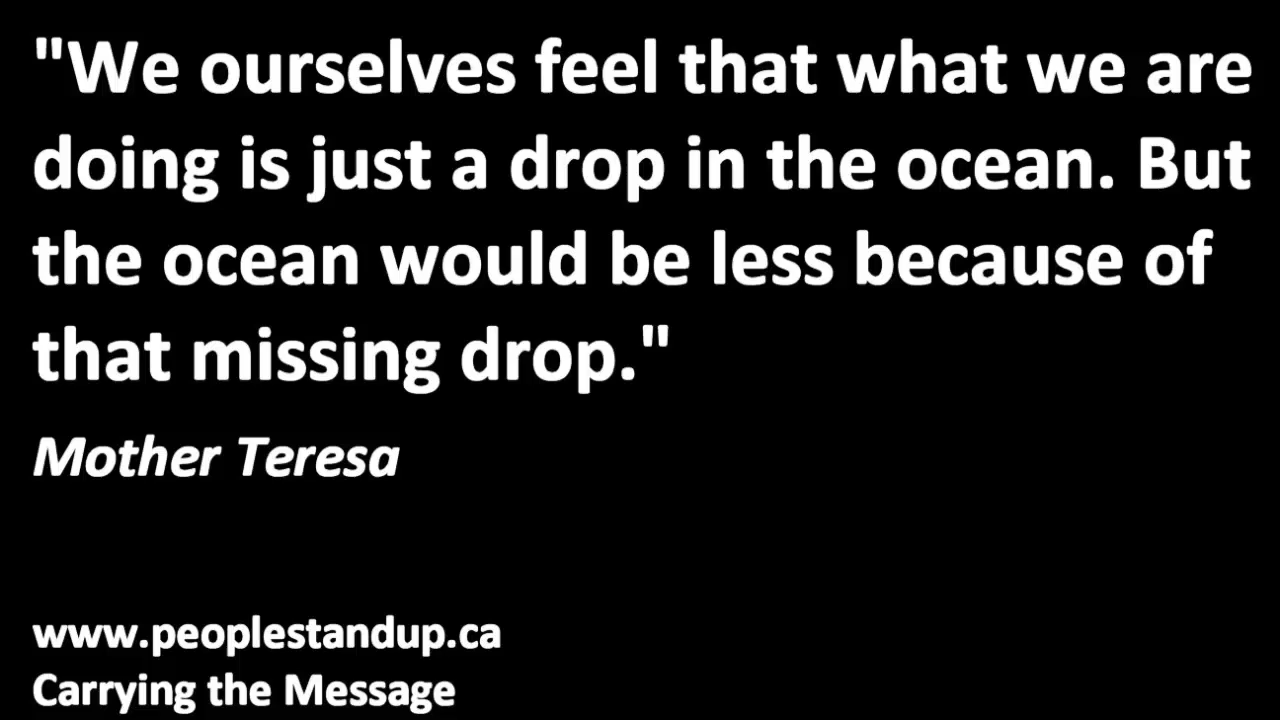 "We ourselves feel that what we are
doing is just a drop in the ocean. But
the ocean would be less because of
that missing drop."
Mother Teresa
www.peoplestandup.ca
Carrying the Message